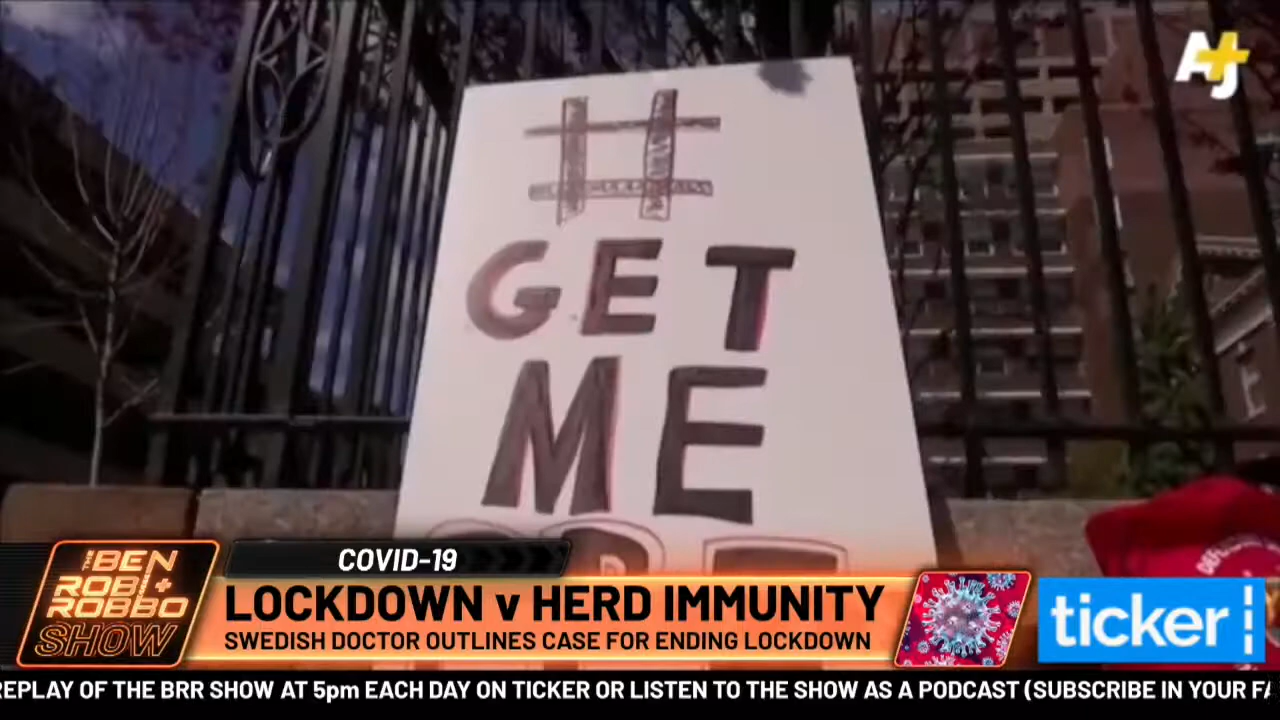 #
GET
ME
THE
BEN
ROBI +
ROBBO
SHOW
COVID-19
LOCKDOWN v HERD IMMUNITY
SWEDISH DOCTOR OUTLINES CASE FOR ENDING LOCKDOWN
ticker
REPLAY OF THE BRR SHOW AT 5pm EACH DAY ON TICKER OR LISTEN TO THE SHOW AS A PODCAST (SUBSCRIBE IN YOUR